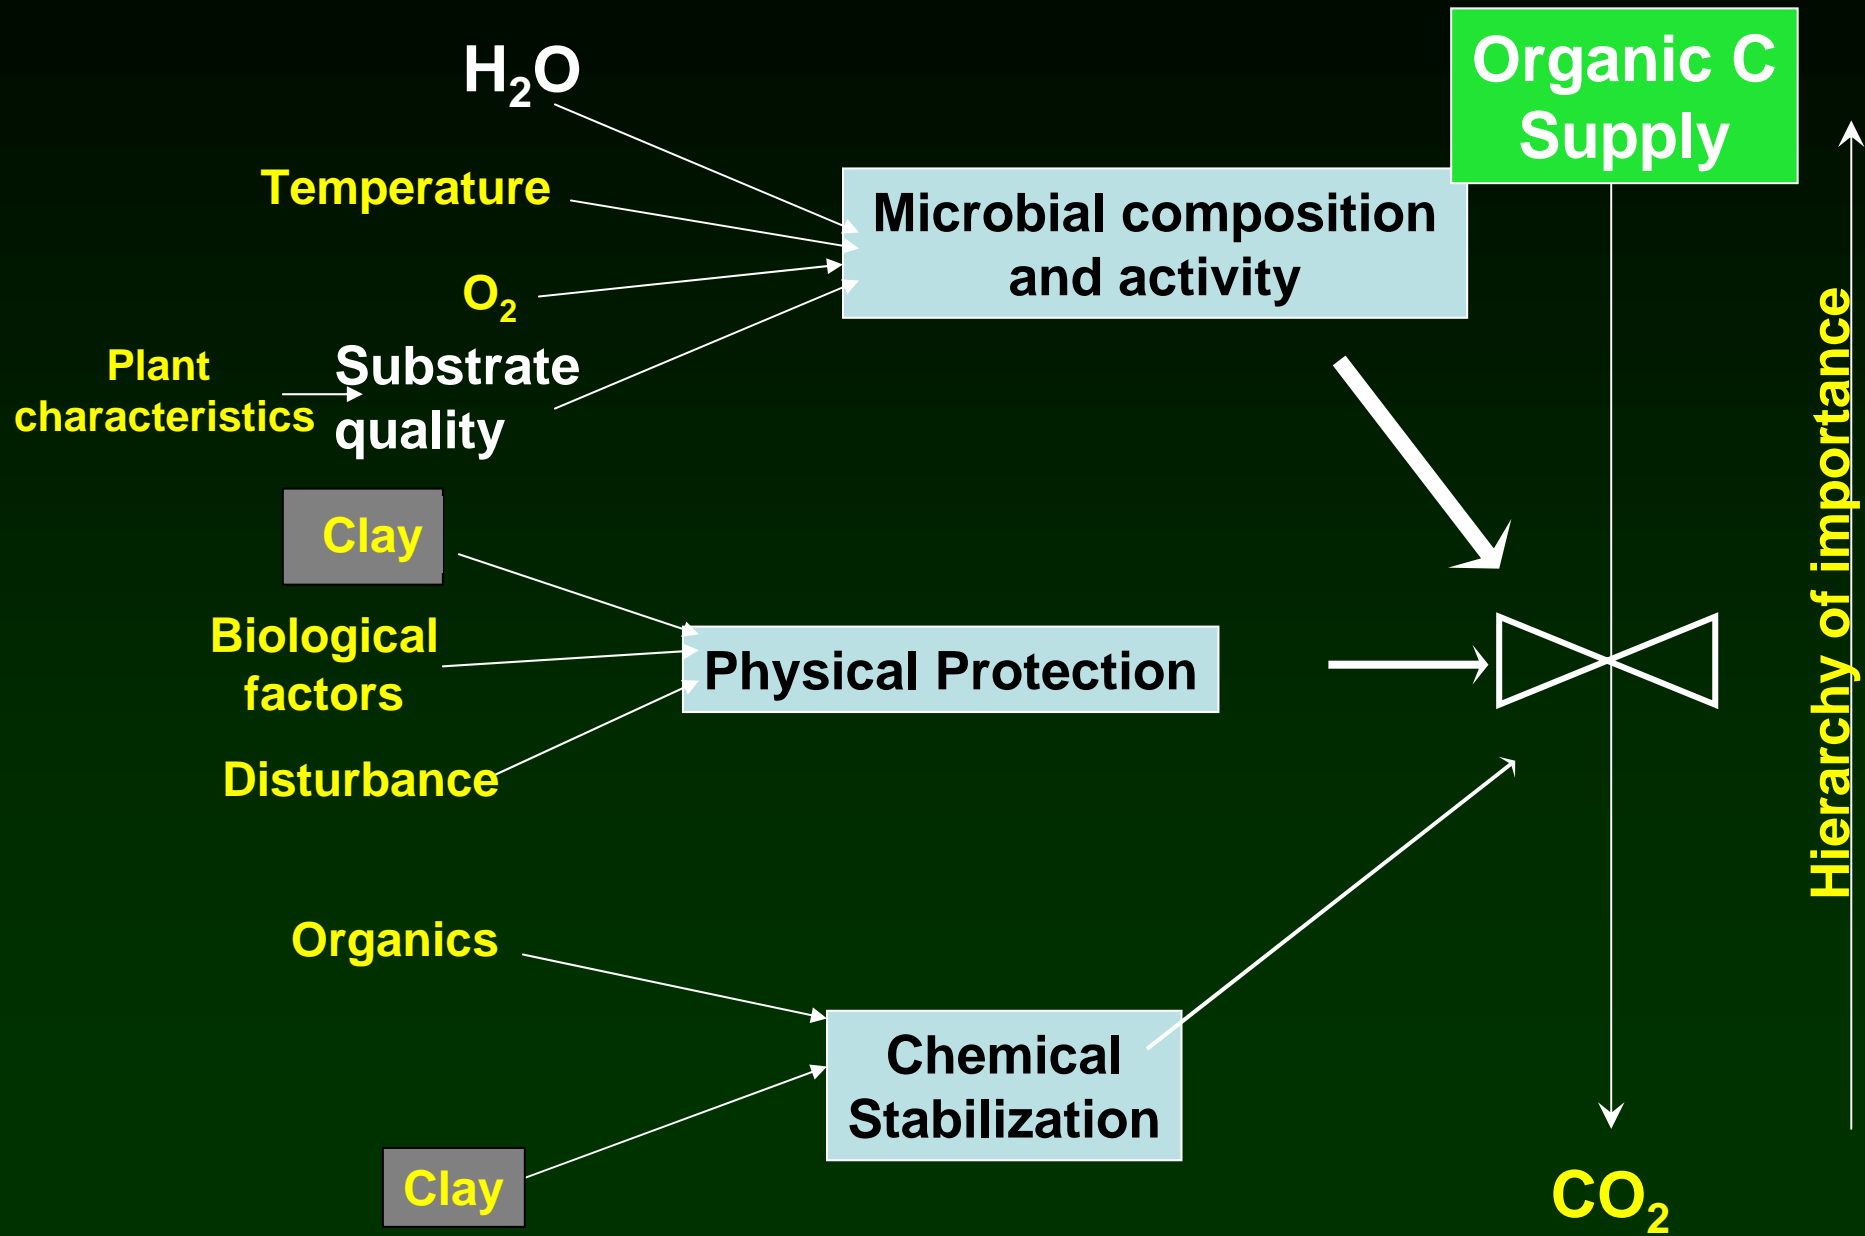 H₂O
Organic C
Supply
Temperature
Microbial composition
and activity
O₂
Plant
characteristics
Substrate
quality
Clay
Biological
factors
Physical Protection
Disturbance
Hierarchy of importance
Organics
Chemical
Stabilization
Clay
CO₂